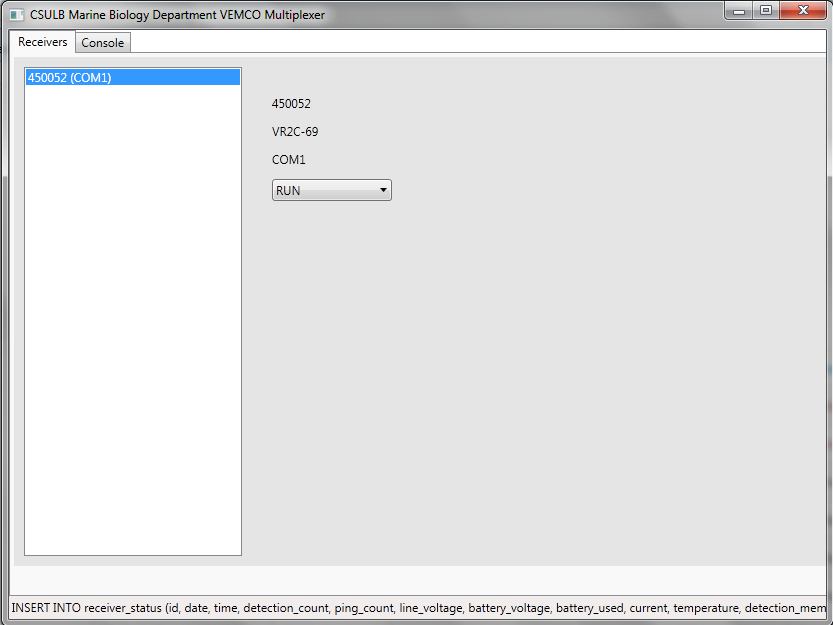 CSULB Marine Biology Department VEMCO Multiplexer
Receivers
Console
450052 (COM1)
450052
VR2C-69
COM1
RUN
INSERT INTO receiver_status (id, date, time, detection_count, ping_count, line_voltage, battery_voltage, battery_used, current, temperature, detection_mem